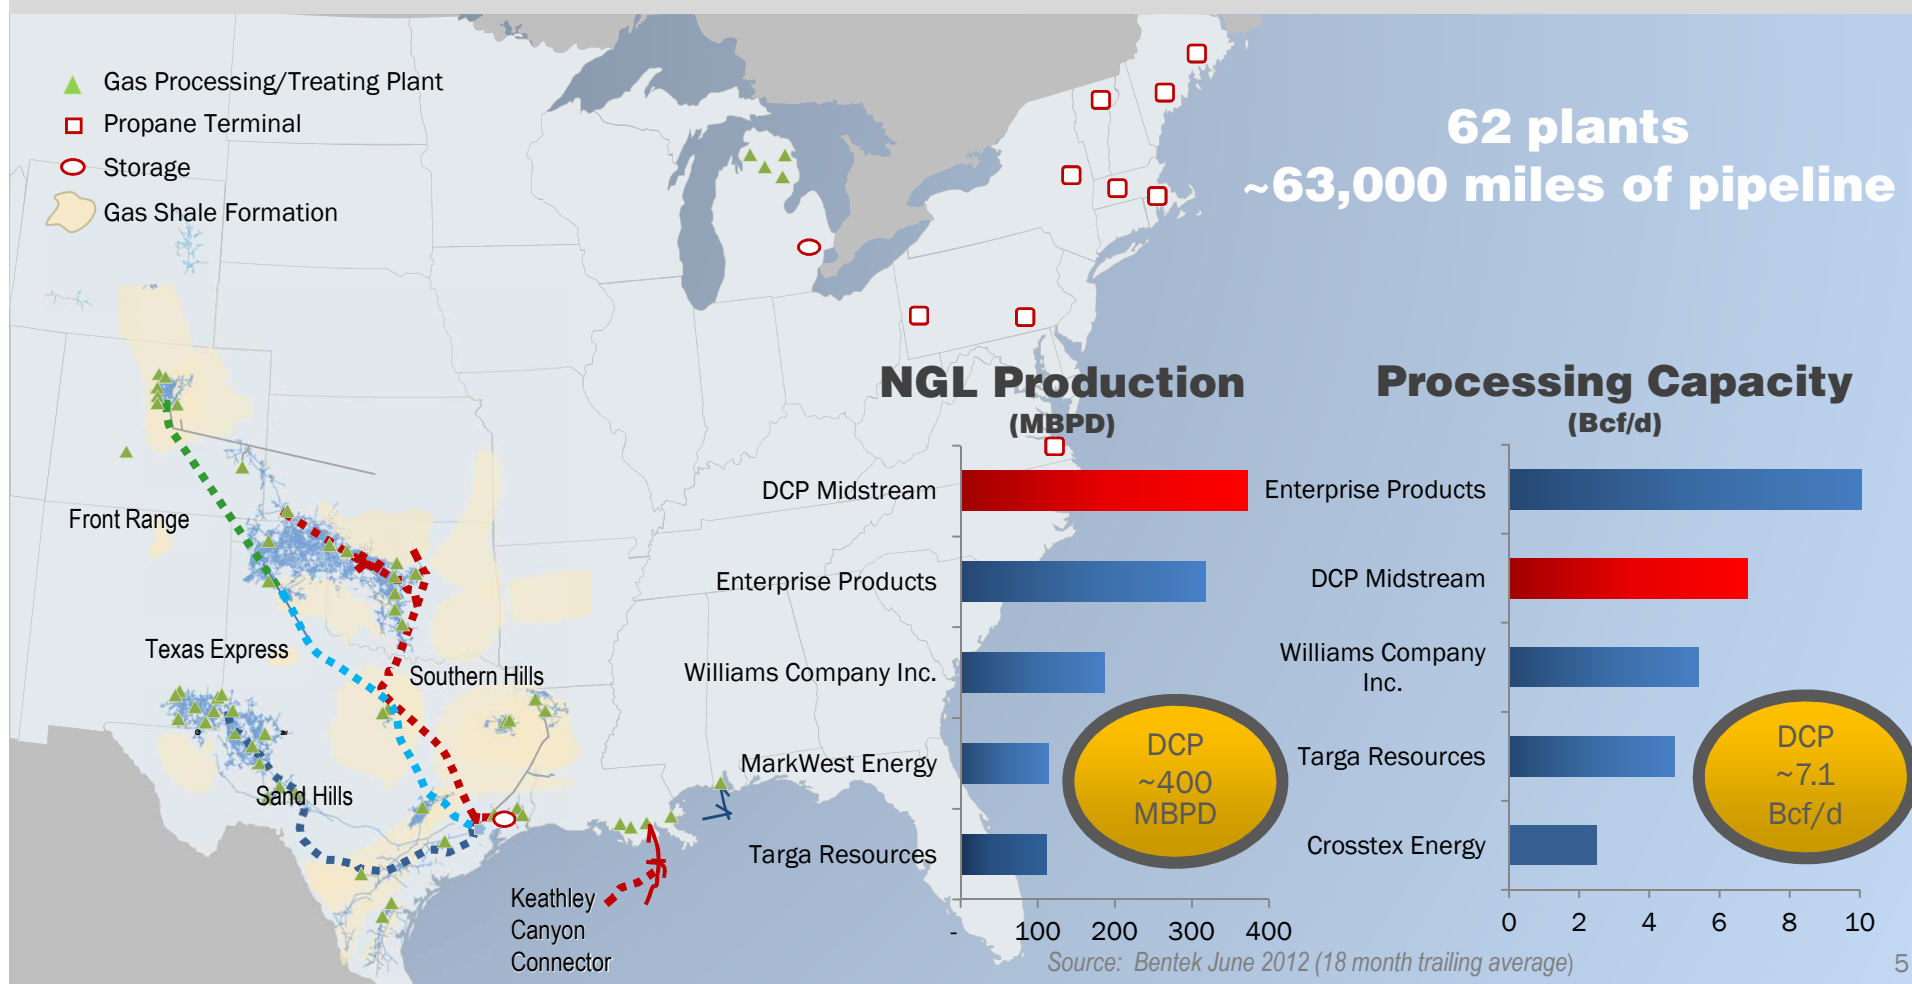 Gas Processing/Treating Plant
Propane Terminal
Storage
Gas Shale Formation
62 plants
~63,000 miles of pipeline
Front Range
Texas Express
Southern Hills
Sand Hills
Keathley
Canyon
Connector
NGL Production
(MBPD)
DCP Midstream
Enterprise Products
Williams Company Inc.
MarkWest Energy
Targa Resources
- 100 200 300 400
DCP
~400
MBPD
Processing Capacity
(Bcf/d)
Enterprise Products
DCP Midstream
Williams Company
Inc.
Targa Resources
Crosstex Energy
0 2 4 6 8 10
DCP
~7.1
Bcf/d
Source: Bentek June 2012 (18 month trailing average)
5